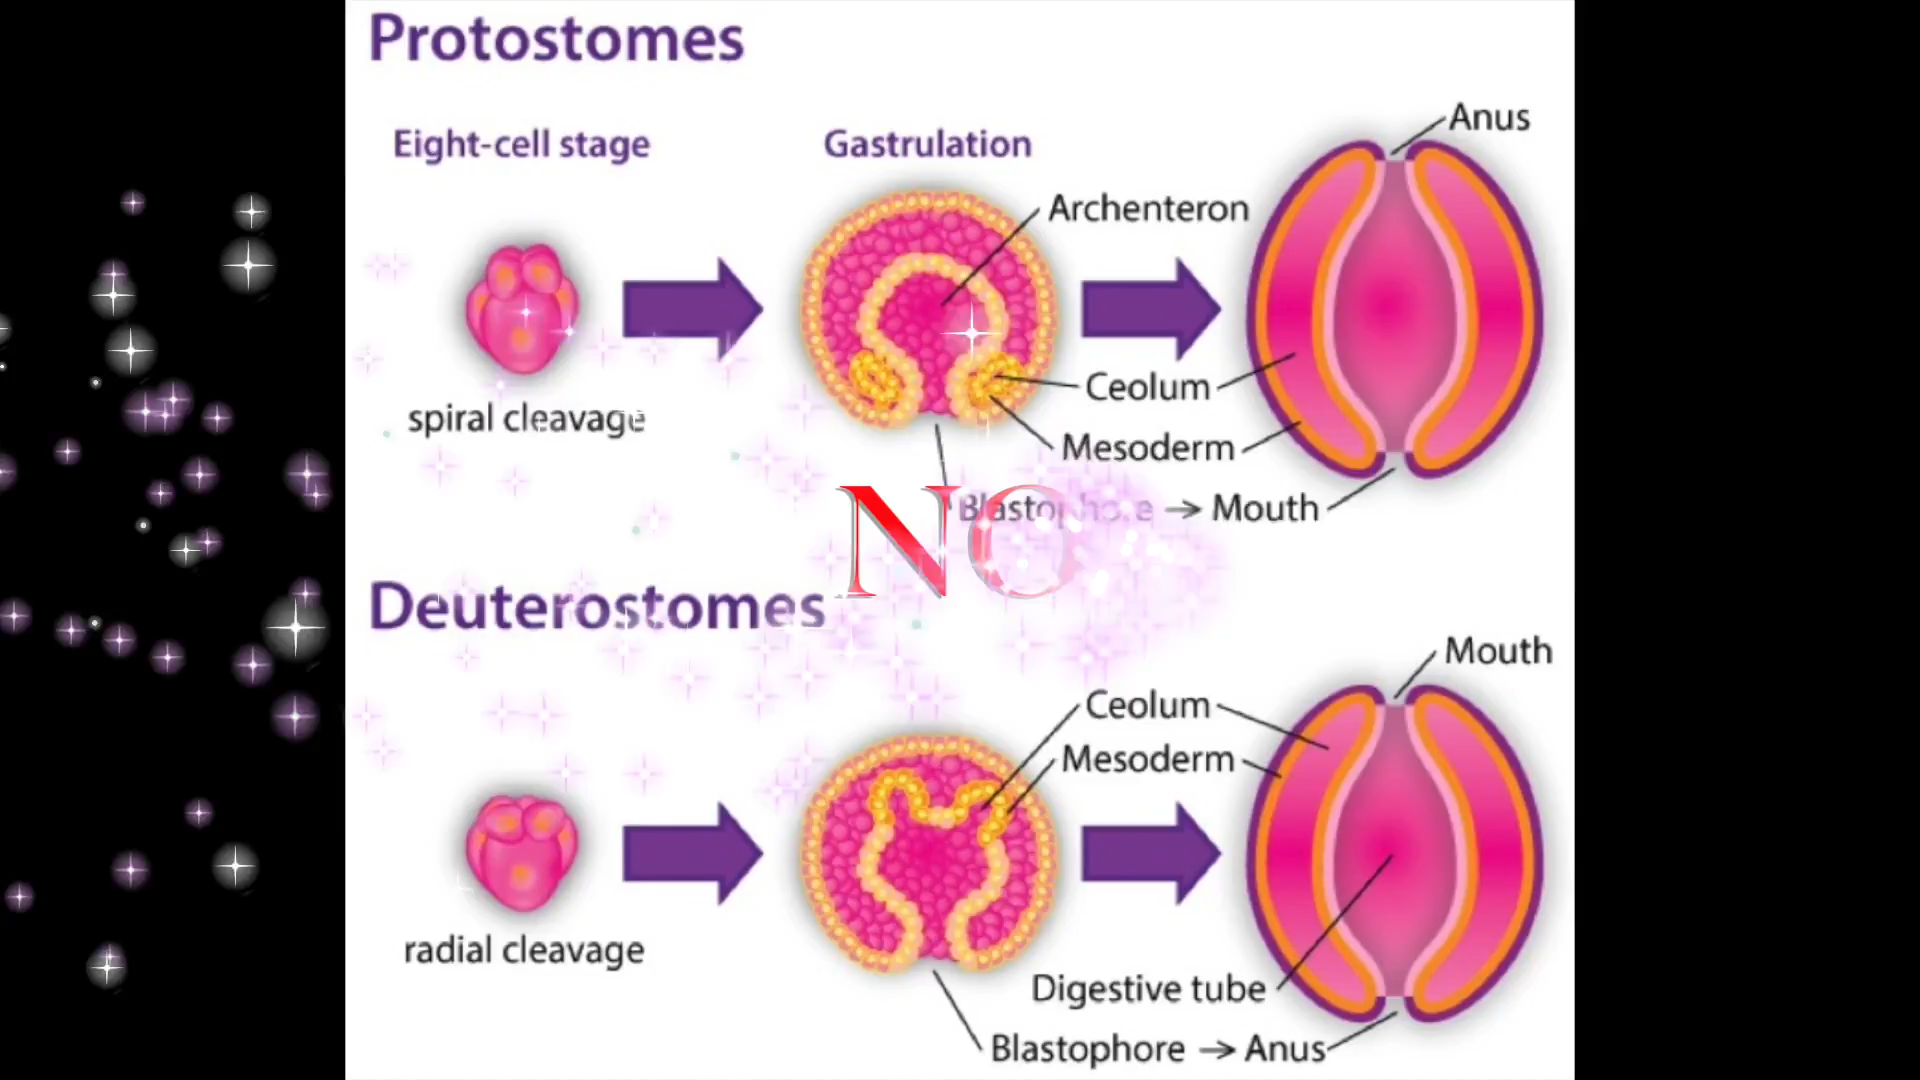 Protostomes
Eight-cell stage
Gastrulation
Anus
Archenteron
spiral cleavage
Ceolum
Mesoderm
Blastophore → Mouth
NO
Deuterostomes
Mouth
Ceolum
Mesoderm
radial cleavage
Digestive tube
Blastophore → Anus